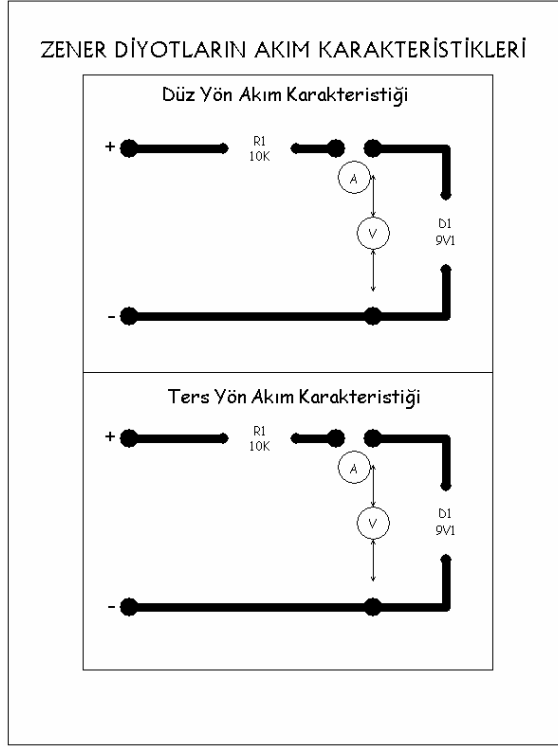 ZENER DİYOTLARIN AKIM KARAKTERİSTİKLERİ
Düz Yön Akım Karakteristiği
+
R1
10K
A
V
D1
9V1
-
Ters Yön Akım Karakteristiği
+
R1
10K
A
V
D1
9V1
-